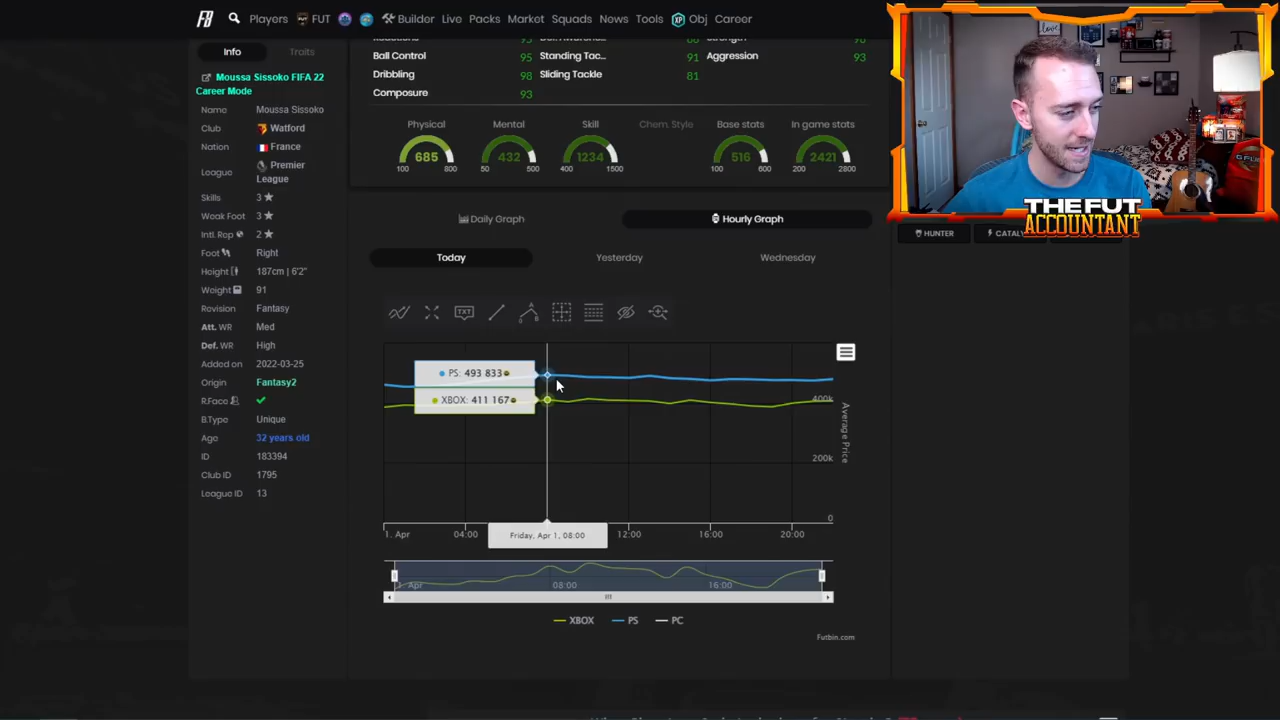 FB Players FUT Builder Live Packs Market Squads News Tools XP Obj Career
Info Traits
Moussa Sissoko FIFA 22
Career Mode
Name Moussa Sissoko
Club Watford
Nation France
League Premier
League
Skills 3
Weak Foot 3
Intl. Rep 2
Foot Right
Height 187cm | 6'2"
Weight 91
Revision Fantasy
Att. WR Med
Def. WR High
Added on 2022-03-25
Origin Fantasy2
R.Face
B.Type Unique
Age 32 years old
ID 183394
Club ID 1795
League ID 13
Ball Control 95 Standing Tac... 91 Aggression 93
Dribbling 98 Sliding Tackle 81
Composure 93
Physical Mental Skill Chem. Style Base stats In game stats
685 432 1234 516 2421
100 800 50 500 400 1500 100 600 100 2800
Daily Graph Hourly Graph
Today Yesterday Wednesday
TXT
PS: 493 833
XBOX: 411 167
400k
200k
0
Average Price
1. Apr 04:00 Friday, Apr 1, 08:00 12:00 16:00 20:00
Apr 08:00 16:00
XBOX PS PC
Futbin.com
HUNTER CATALY
THE FUT
ACCOUNTANT